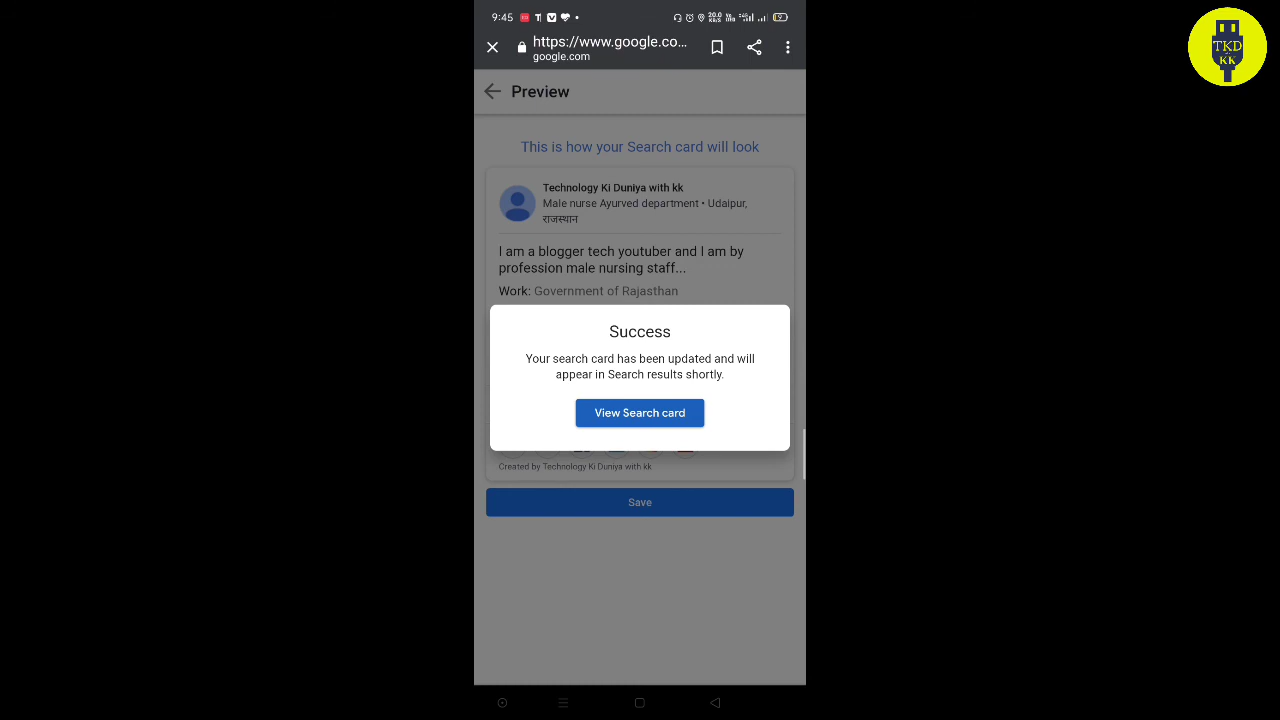 9:45
https://www.google.co...
google.com
Preview
This is how your Search card will look
Technology Ki Duniya with kk
Male nurse Ayurved department • Udaipur,
राजस्थान
I am a blogger tech youtuber and I am by
profession male nursing staff...
Work: Government of Rajasthan
Success
Your search card has been updated and will
appear in Search results shortly.
View Search card
Created by Technology Ki Duniya with kk
Save
TKD
KK